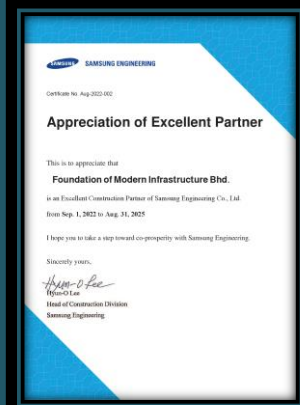 SAMSUNG SAMSUNG ENGINEERING
Certificate No. Aug-2022-002
Appreciation of Excellent Partner
This is to appreciate that
Foundation of Modern Infrastructure Bhd.
is an Excellent Construction Partner of Samsung Engineering Co., Ltd.
from Sep. 1, 2022 to Aug. 31, 2025
I hope you to take a step toward co-prosperity with Samsung Engineering.
Sincerely yours,
Hyun-O Lee
Hyun-O Lee
Head of Construction Division
Samsung Engineering